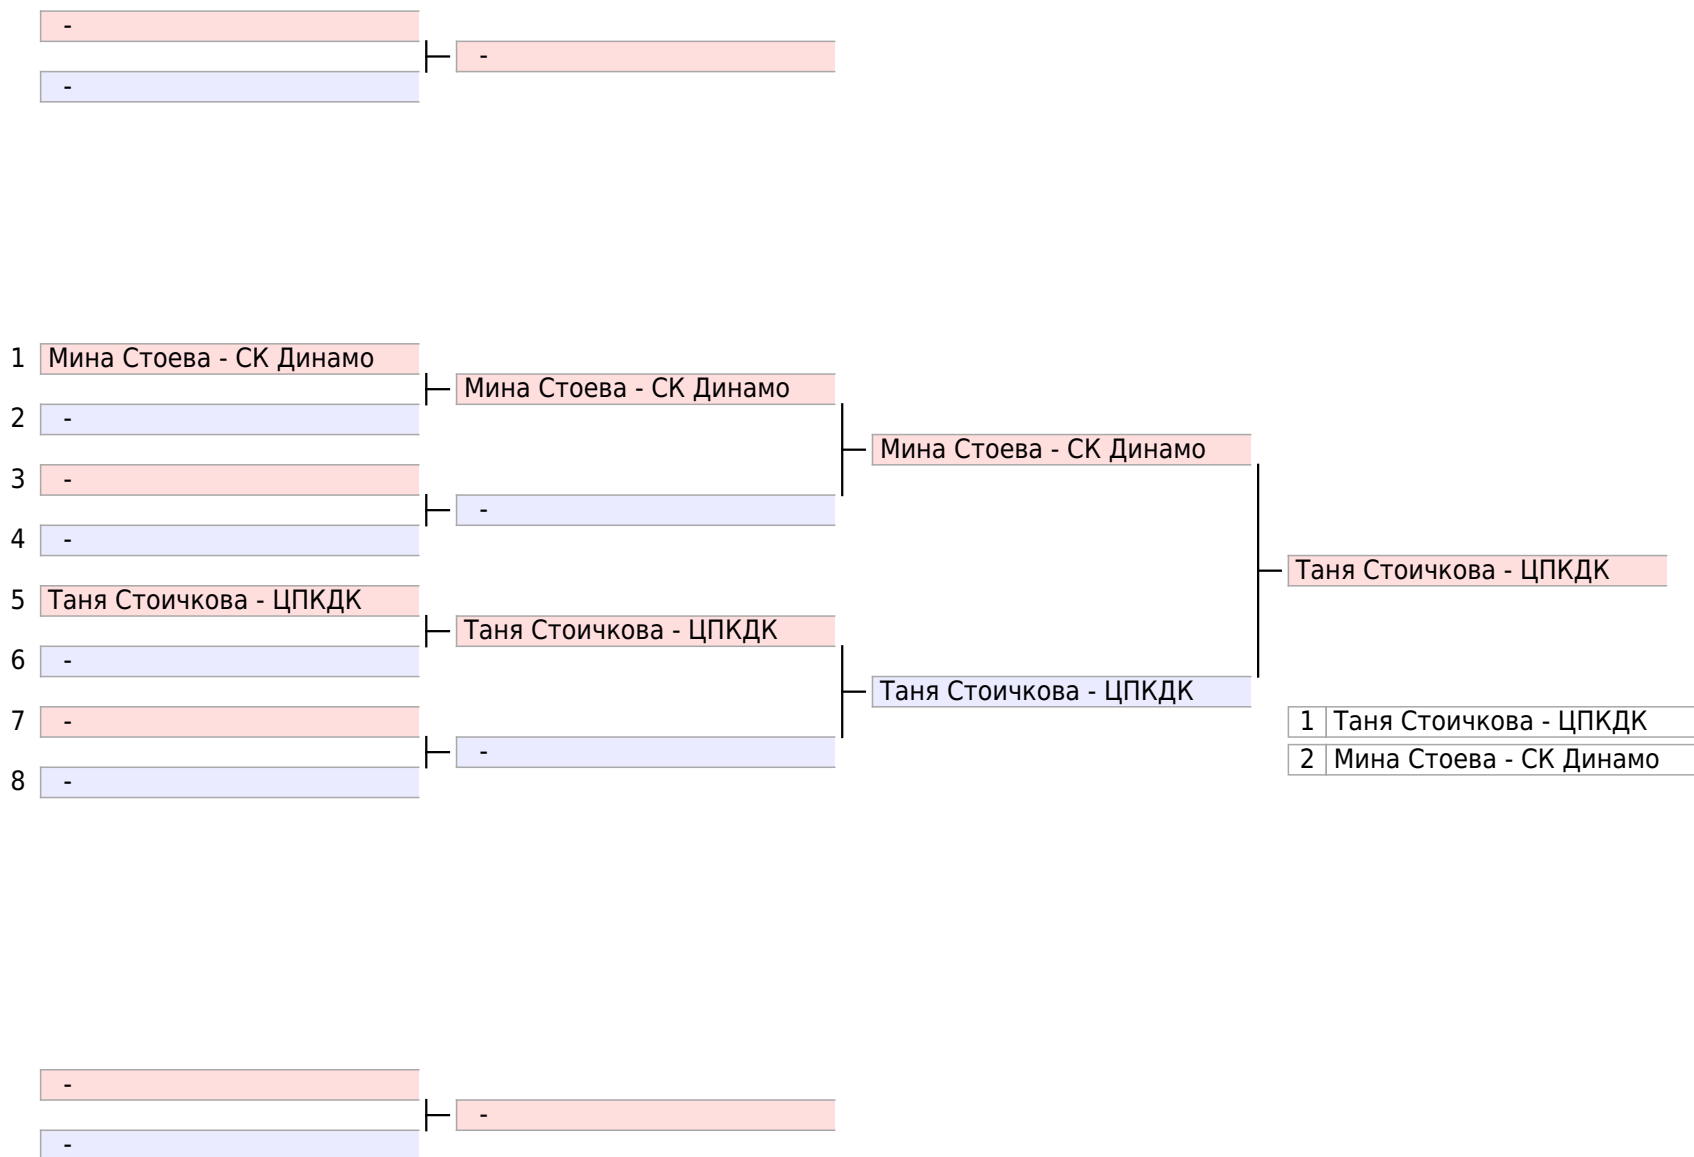 -
-
-
1 Мина Стоева - СК Динамо
Мина Стоева - СК Динамо
2 -
Мина Стоева - СК Динамо
3 -
-
4 -
Таня Стоичкова - ЦПКДК
5 Таня Стоичкова - ЦПКДК
Таня Стоичкова - ЦПКДК
6 -
Таня Стоичкова - ЦПКДК
7 -
1 Таня Стоичкова - ЦПКДК
-
2 Мина Стоева - СК Динамо
8 -
-
-
-